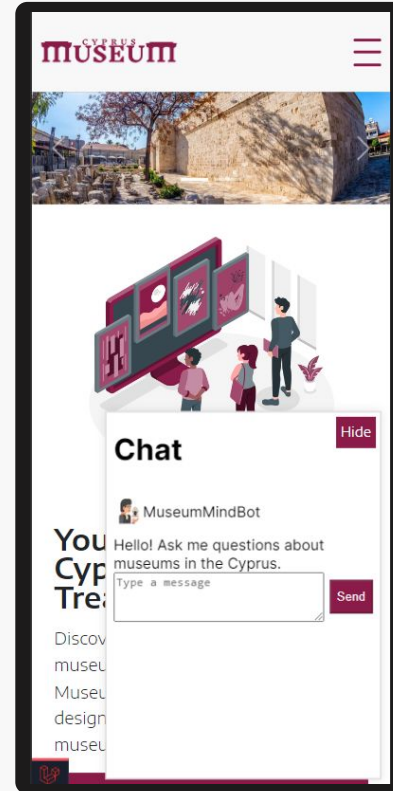 CYPRUS
MUSEUM
Hide
Chat
MuseumMindBot
Hello! Ask me questions about
museums in the Cyprus.
Type a message
Send
You
Cyp
Trea
Discov
museu
Museu
design
museu